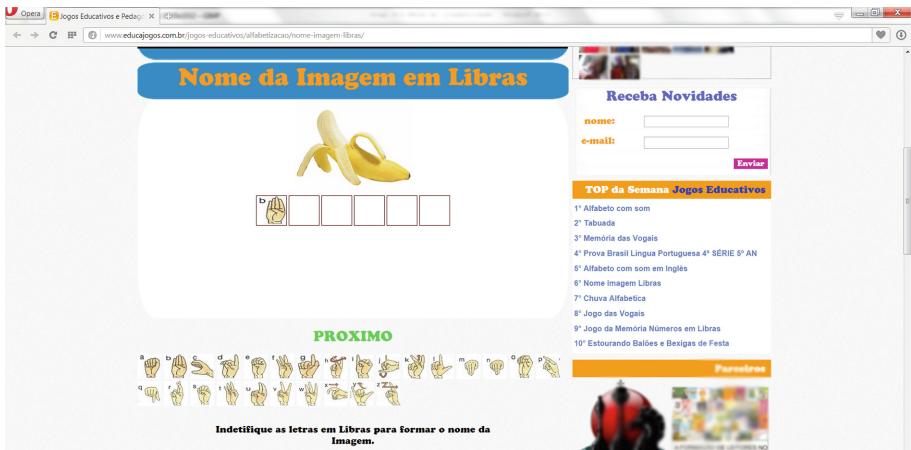 Opera
Jogos Educativos e Pedag
www.educajogos.com.br/jogos-educativos/alfabetizacao/nome-imagem-libras/
Nome da Imagem em Libras
b
PROXIMO
a b c d e f g h i j k l m n o p
q r s t u v w x y z
Indetifique as letras em Libras para formar o nome da
Imagem.
Receba Novidades
nome:
e-mail:
Enviar
TOP da Semana Jogos Educativos
1° Alfabeto com som
2° Tabuada
3° Memória das Vogais
4° Prova Brasil Lingua Portuguesa 4ª SÉRIE 5º AN
5° Alfabeto com som em Inglês
6° Nome Imagem Libras
7° Chuva Alfabetica
8° Jogo das Vogais
9° Jogo da Memória Números em Libras
10° Estourando Balões e Bexigas de Festa
Parceiros